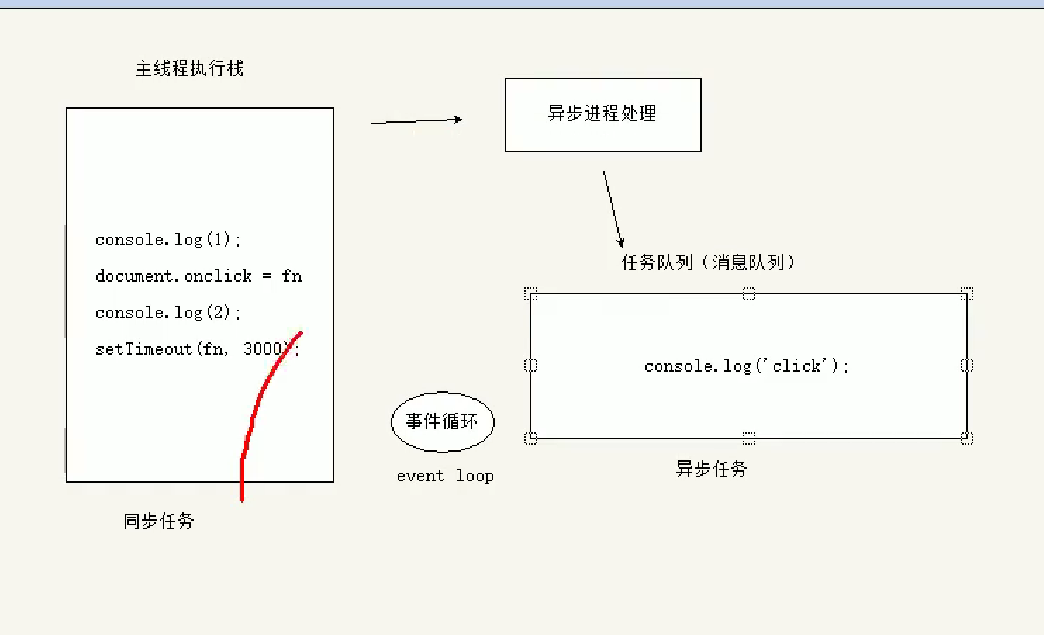 主线程执行栈
console.log(1);
document.onclick = fn
console.log(2);
setTimeout(fn, 3000);
同步任务
异步进程处理
任务队列（消息队列）
console.log('click');
异步任务
事件循环
event loop